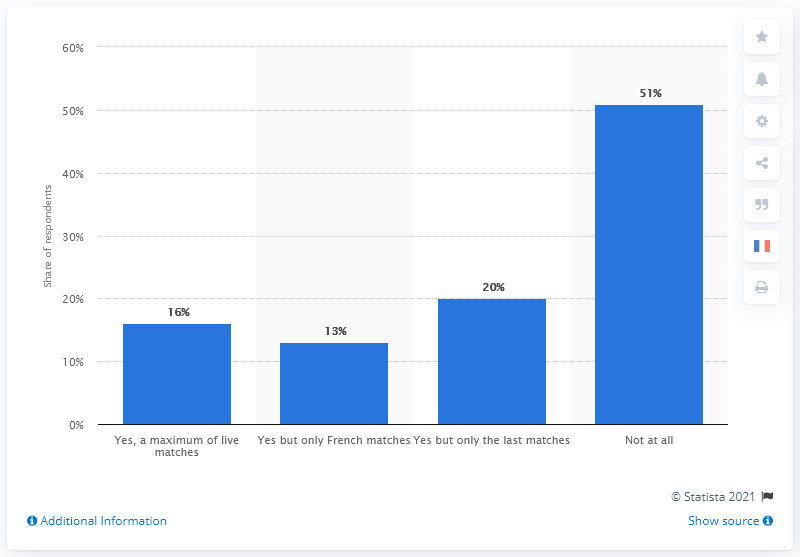 60%
50%
40%
30%
20%
10%
0%
Share of respondents
16%
13%
20%
51%
Yes, a maximum of live
matches
Yes but only French matches
Yes but only the last matches
Not at all
© Statista 2021
Additional Information
Show source